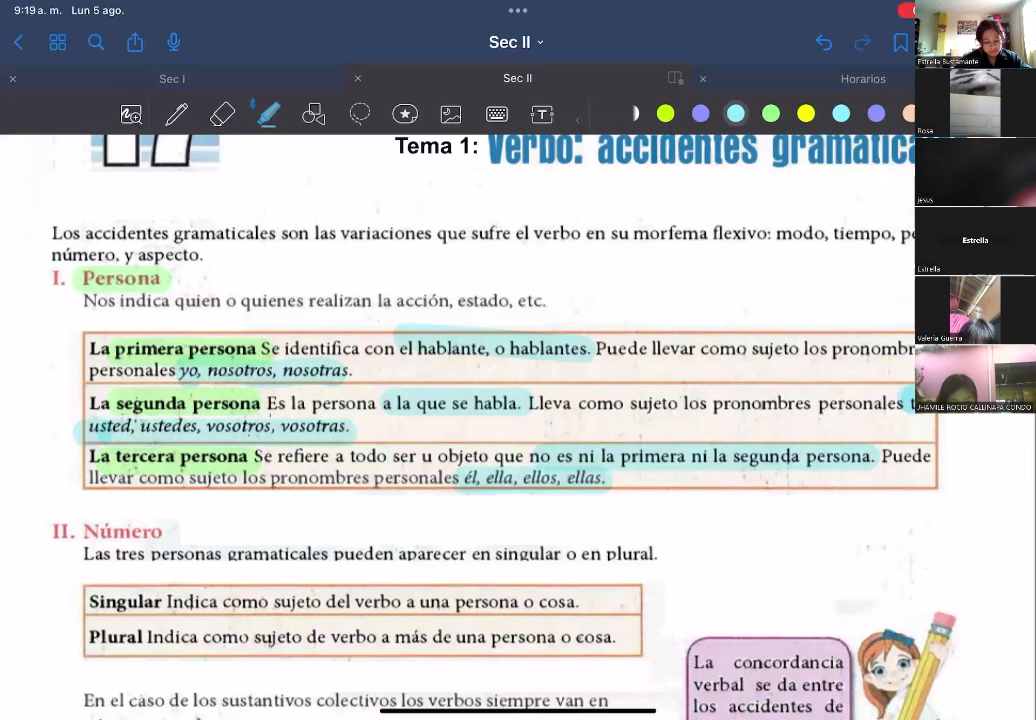 9:19 a. m. Lun 5 ago.
Sec II
Sec I
Sec II
Horarios
Tema 1: Verbo: accidentes
Los accidentes gramaticales son las variaciones que sufre el verbo en su morfema flexivo: modo, tiempo,
número, y aspecto.
I. Persona
Nos indica quien o quienes realizan la acción, estado, etc.
La primera persona Se identifica con el hablante, o hablantes. Puede llevar como sujeto los
personales yo, nosotros, nosotras.
La segunda persona Es la persona a la que se habla. Lleva como sujeto los pronombres personales
usted, ustedes, vosotros, vosotras.
La tercera persona Se refiere a todo ser u objeto que no es ni la primera ni la segunda persona. Puede
llevar como sujeto los pronombres personales él, ella, ellos, ellas.
II. Número
Las tres personas gramaticales pueden aparecer en singular o en plural.
Singular Indica como sujeto del verbo a una persona o cosa.
Plural Indica como sujeto de verbo a más de una persona o cosa.
En el caso de los sustantivos colectivos los verbos siempre van en
La concordancia
verbal se da entre
los accidentes de
Estrella Bustamante
Rosa
jesus
Estrella
Estrella
Valeria Guerra
JHAMILE ROCIO CALLINAPA CONDO